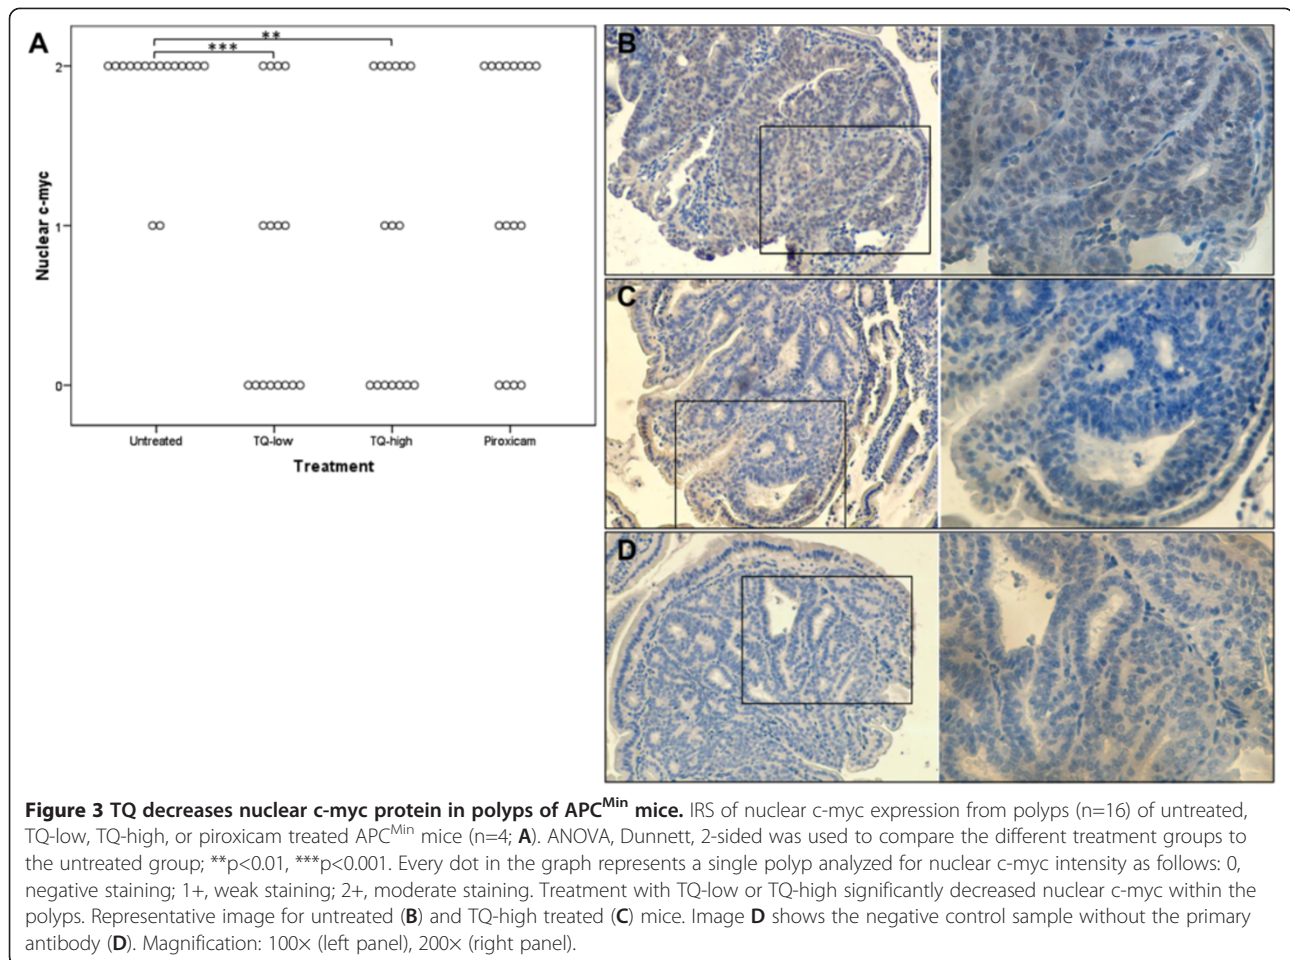 A
**
***
2
1
0
Nuclear c-myc
Untreated
TQ-low
TQ-high
Piroxicam
Treatment
B
C
D
Figure 3 TQ decreases nuclear c-myc protein in polyps of APCMin mice. IRS of nuclear c-myc expression from polyps (n=16) of untreated,
TQ-low, TQ-high, or piroxicam treated APCMin mice (n=4; A). ANOVA, Dunnett, 2-sided was used to compare the different treatment groups to
the untreated group; **p<0.01, ***p<0.001. Every dot in the graph represents a single polyp analyzed for nuclear c-myc intensity as follows: 0,
negative staining; 1+, weak staining; 2+, moderate staining. Treatment with TQ-low or TQ-high significantly decreased nuclear c-myc within the
polyps. Representative image for untreated (B) and TQ-high treated (C) mice. Image D shows the negative control sample without the primary
antibody (D). Magnification: 100× (left panel), 200× (right panel).